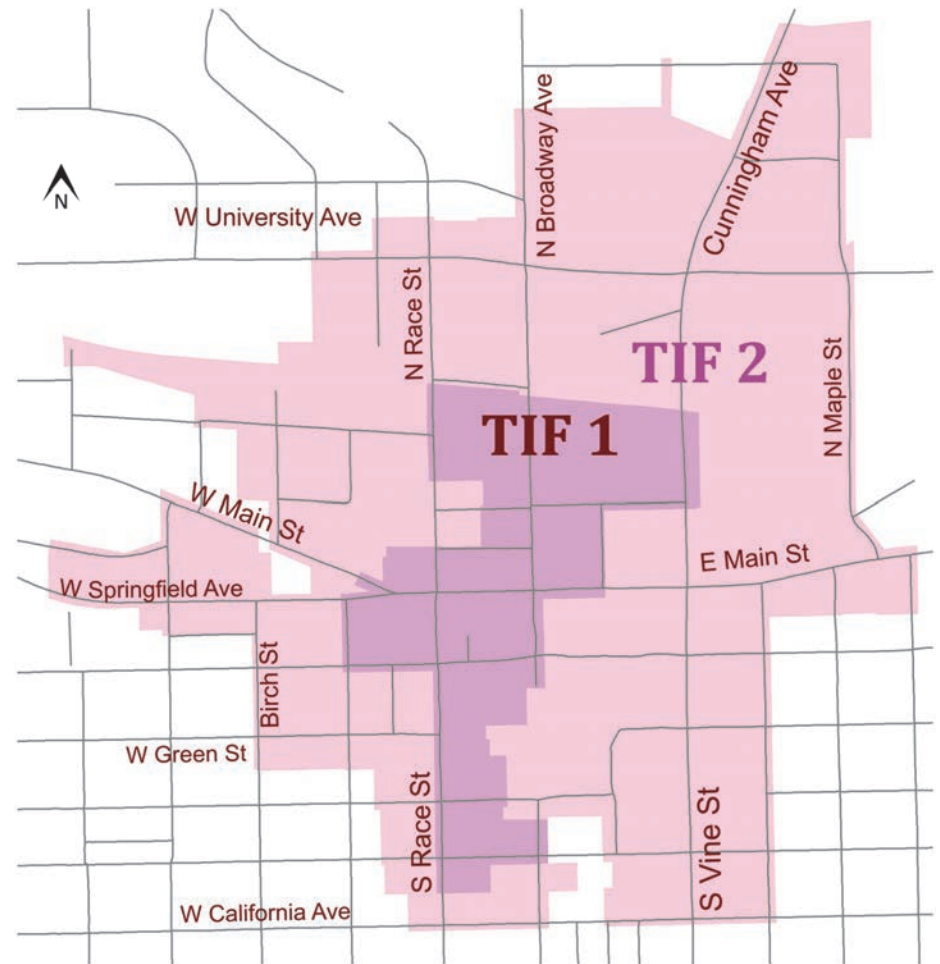 N Broadway Ave
Cunningham Ave
N
W University Ave
N Race St
TIF 2
N Maple St
TIF 1
W Main St
E Main St
W Springfield Ave
Birch St
W Green St
S Race St
S Vine St
W California Ave